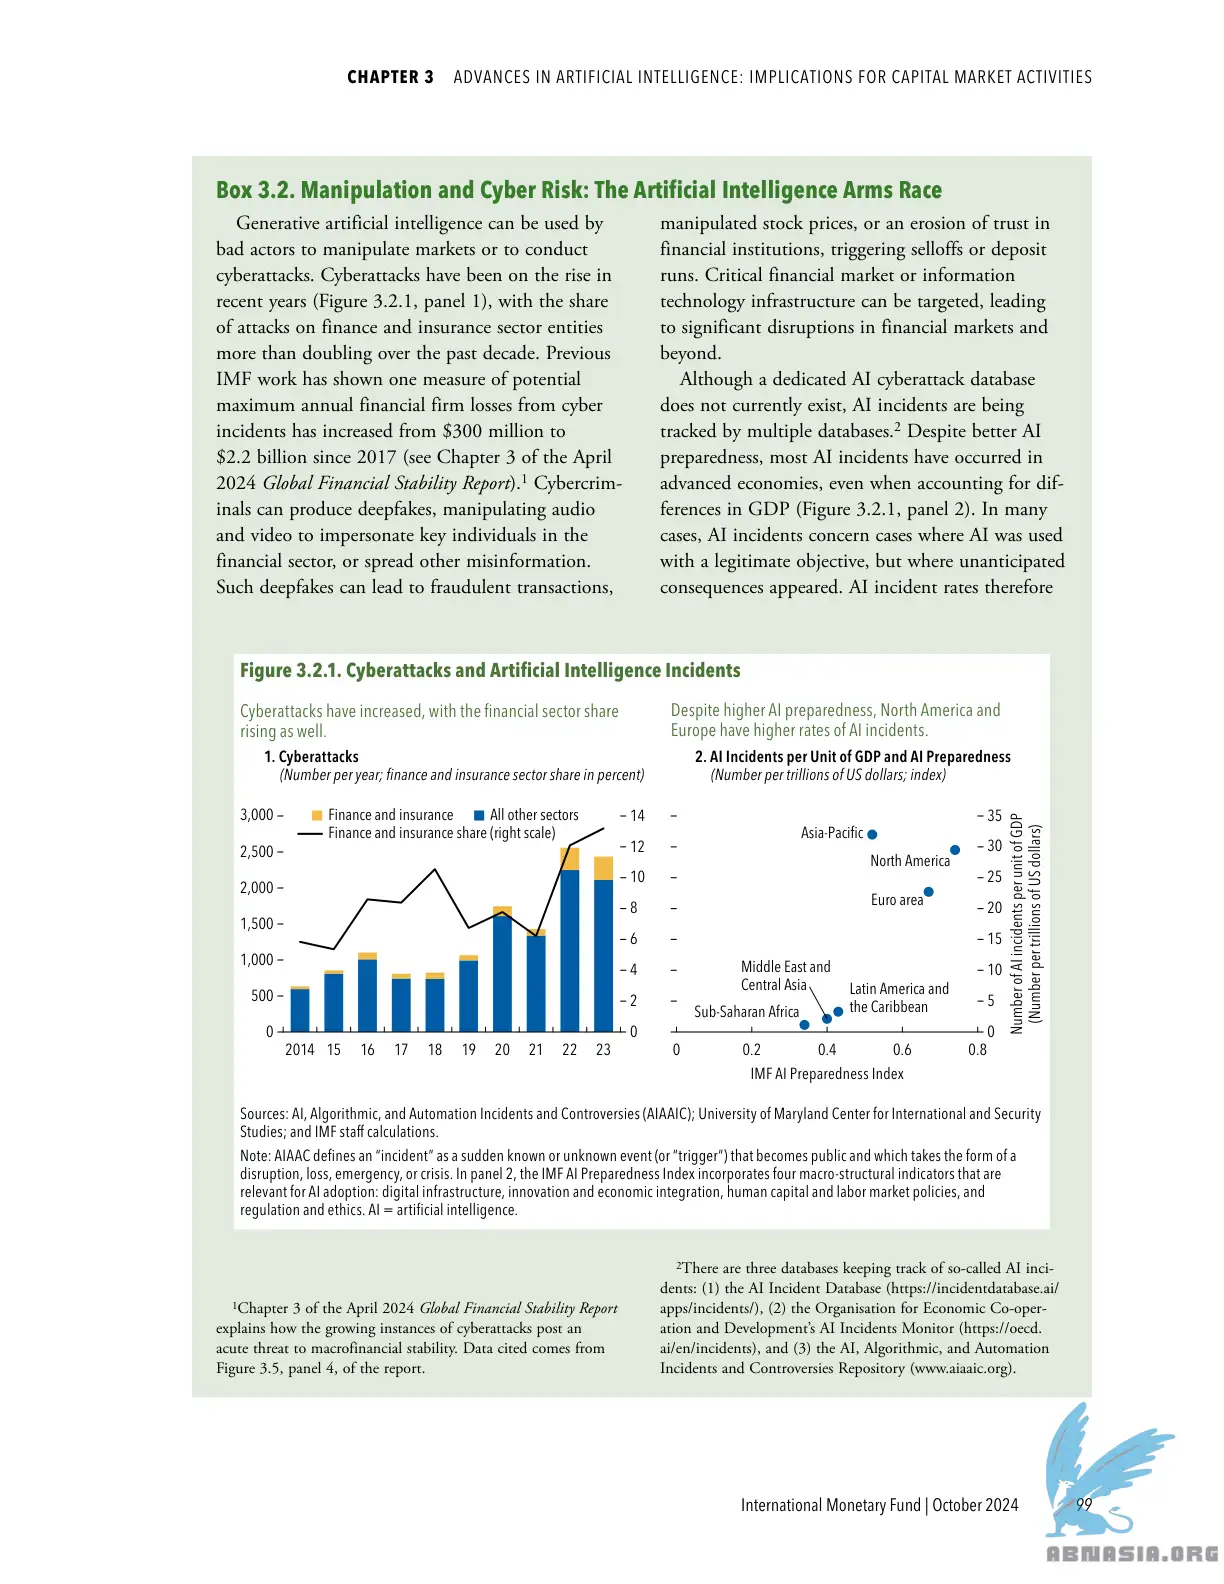 CHAPTER 3 ADVANCES IN ARTIFICIAL INTELLIGENCE: IMPLICATIONS FOR CAPITAL MARKET ACTIVITIES
Box 3.2. Manipulation and Cyber Risk: The Artificial Intelligence Arms Race
Generative artificial intelligence can be used by
bad actors to manipulate markets or to conduct
cyberattacks. Cyberattacks have been on the rise in
recent years (Figure 3.2.1, panel 1), with the share
of attacks on finance and insurance sector entities
more than doubling over the past decade. Previous
IMF work has shown one measure of potential
maximum annual financial firm losses from cyber
incidents has increased from $300 million to
$2.2 billion since 2017 (see Chapter 3 of the April
2024 Global Financial Stability Report).1 Cybercrim-
inals can produce deepfakes, manipulating audio
and video to impersonate key individuals in the
financial sector, or spread other misinformation.
Such deepfakes can lead to fraudulent transactions,
manipulated stock prices, or an erosion of trust in
financial institutions, triggering selloffs or deposit
runs. Critical financial market or information
technology infrastructure can be targeted, leading
to significant disruptions in financial markets and
beyond.
Although a dedicated AI cyberattack database
does not currently exist, AI incidents are being
tracked by multiple databases.2 Despite better AI
preparedness, most AI incidents have occurred in
advanced economies, even when accounting for dif-
ferences in GDP (Figure 3.2.1, panel 2). In many
cases, AI incidents concern cases where AI was used
with a legitimate objective, but where unanticipated
consequences appeared. AI incident rates therefore
Figure 3.2.1. Cyberattacks and Artificial Intelligence Incidents
Cyberattacks have increased, with the financial sector share
rising as well.
1. Cyberattacks
(Number per year; finance and insurance sector share in percent)
Finance and insurance
All other sectors
Finance and insurance share (right scale)
3,000
2,500
2,000
1,500
1,000
500
0
14
12
10
8
6
4
2
0
2014 15 16 17 18 19 20 21 22 23
Despite higher AI preparedness, North America and
Europe have higher rates of AI incidents.
2. AI Incidents per Unit of GDP and AI Preparedness
(Number per trillions of US dollars; index)
Asia-Pacific
North America
Euro area
Middle East and
Central Asia
Latin America and
the Caribbean
Sub-Saharan Africa
35
30
25
20
15
10
5
0
Number of AI incidents per unit of GDP
(Number per trillions of US dollars)
0 0.2 0.4 0.6 0.8
IMF AI Preparedness Index
Sources: AI, Algorithmic, and Automation Incidents and Controversies (AIAAIC); University of Maryland Center for International and Security
Studies; and IMF staff calculations.
Note: AIAAC defines an “incident” as a sudden known or unknown event (or “trigger”) that becomes public and which takes the form of a
disruption, loss, emergency, or crisis. In panel 2, the IMF AI Preparedness Index incorporates four macro-structural indicators that are
relevant for AI adoption: digital infrastructure, innovation and economic integration, human capital and labor market policies, and
regulation and ethics. AI = artificial intelligence.
1Chapter 3 of the April 2024 Global Financial Stability Report
explains how the growing instances of cyberattacks post an
acute threat to macrofinancial stability. Data cited comes from
Figure 3.5, panel 4, of the report.
2There are three databases keeping track of so-called AI inci-
dents: (1) the AI Incident Database (https://incidentdatabase.ai/
apps/incidents/), (2) the Organisation for Economic Co-oper-
ation and Development’s AI Incidents Monitor (https://oecd.
ai/en/incidents), and (3) the AI, Algorithmic, and Automation
Incidents and Controversies Repository (www.aiaaic.org).
International Monetary Fund | October 2024 99
ABNASIA.ORG